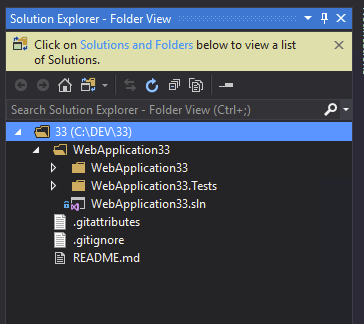 Solution Explorer - Folder View
Click on Solutions and Folders below to view a list
of Solutions.
Search Solution Explorer - Folder View (Ctrl+;)
33 (C:\DEV\33)
WebApplication33
WebApplication33
WebApplication33.Tests
WebApplication33.sln
.gitattributes
.gitignore
README.md